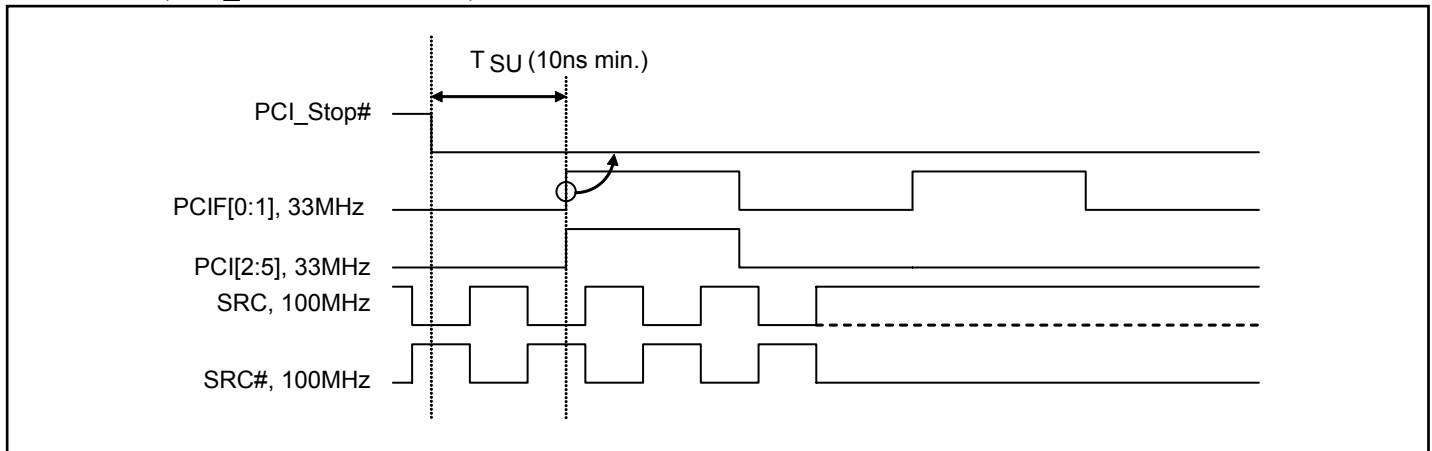 T SU (10ns min.)
PCI_Stop#
PCIF[0:1], 33MHz
PCI[2:5], 33MHz
SRC, 100MHz
SRC#, 100MHz